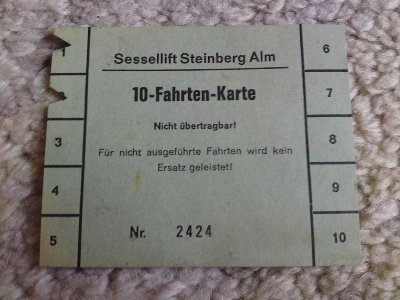 Sessellift Steinberg Alm
10-Fahrten-Karte
Nicht übertragbar!
Für nicht ausgeführte Fahrten wird kein
Ersatz geleistet!
Nr. 2424
1
2
3
4
5
6
7
8
9
10